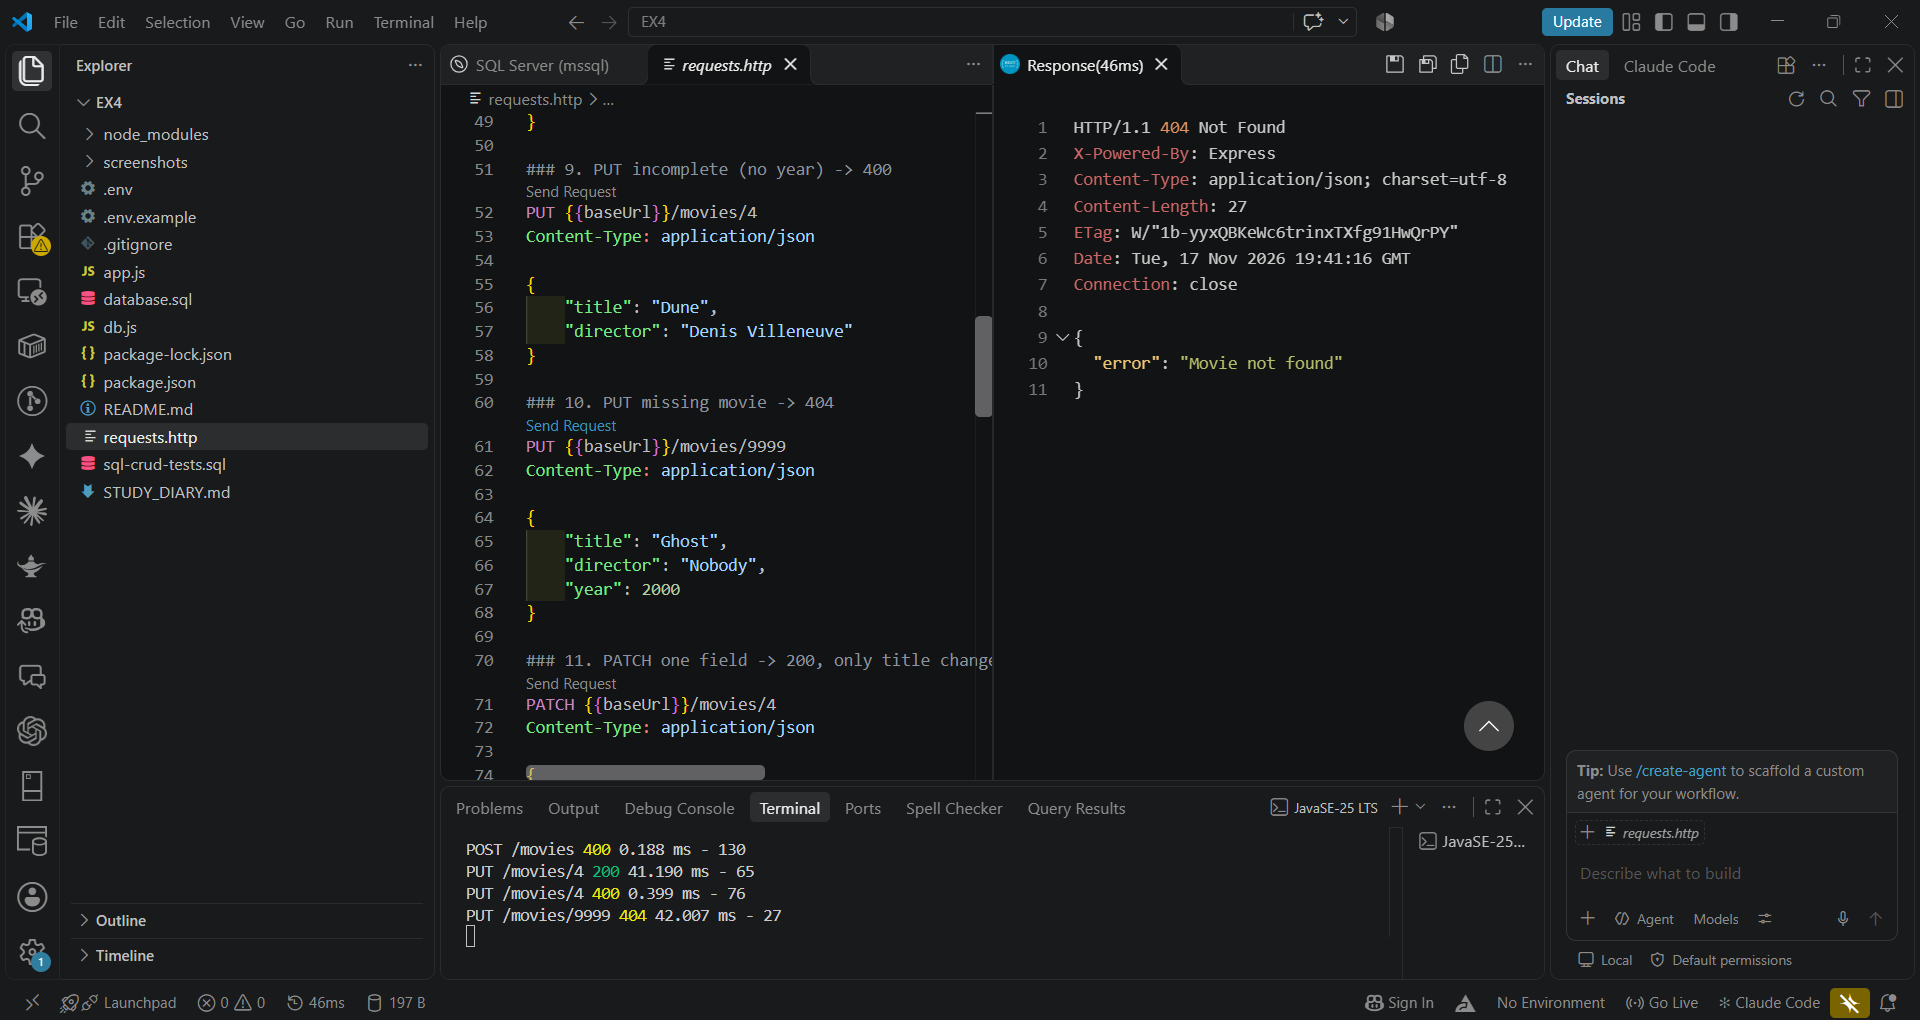 File Edit Selection View Go Run Terminal Help
EX4
Update
Explorer
EX4
node_modules
screenshots
.env
.env.example
.gitignore
JS app.js
database.sql
JS db.js
{} package-lock.json
{} package.json
README.md
requests.http
sql-crud-tests.sql
STUDY_DIARY.md
Outline
Timeline
SQL Server (mssql)
requests.http
requests.http > ...
49 }
50
51 ### 9. PUT incomplete (no year) -> 400
Send Request
52 PUT {{baseUrl}}/movies/4
53 Content-Type: application/json
54
55 {
56 "title": "Dune",
57 "director": "Denis Villeneuve"
58 }
59
60 ### 10. PUT missing movie -> 404
Send Request
61 PUT {{baseUrl}}/movies/9999
62 Content-Type: application/json
63
64 {
65 "title": "Ghost",
66 "director": "Nobody",
67 "year": 2000
68 }
69
70 ### 11. PATCH one field -> 200, only title change
Send Request
71 PATCH {{baseUrl}}/movies/4
72 Content-Type: application/json
73
74 {
Response(46ms)
1 HTTP/1.1 404 Not Found
2 X-Powered-By: Express
3 Content-Type: application/json; charset=utf-8
4 Content-Length: 27
5 ETag: W/"1b-yyxQBKeWc6trinxTXfg91HwQrPY"
6 Date: Tue, 17 Nov 2026 19:41:16 GMT
7 Connection: close
8
9 {
10 "error": "Movie not found"
11 }
Problems Output Debug Console Terminal Ports Spell Checker Query Results
JavaSE-25 LTS
JavaSE-25...
POST /movies 400 0.188 ms - 130
PUT /movies/4 200 41.190 ms - 65
PUT /movies/4 400 0.399 ms - 76
PUT /movies/9999 404 42.007 ms - 27
Chat Claude Code
Sessions
Tip: Use /create-agent to scaffold a custom
agent for your workflow.
requests.http
Describe what to build
Agent Models
Local Default permissions
1
Launchpad 0 0 46ms 197 B
Sign In No Environment Go Live Claude Code